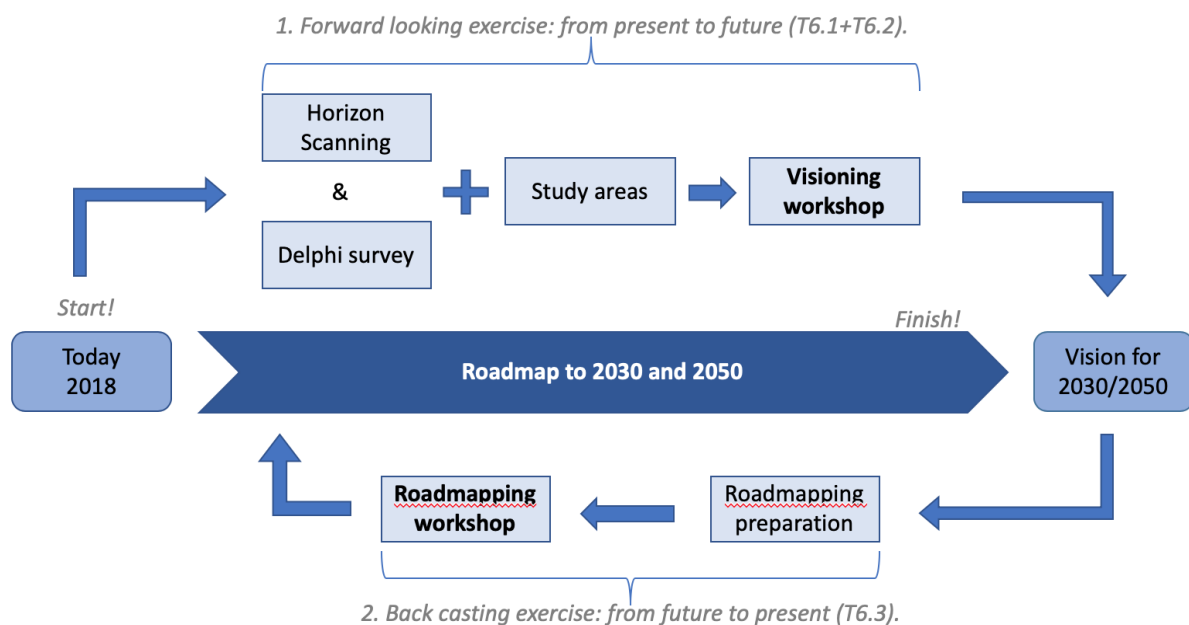 1. Forward looking exercise: from present to future (T6.1+T6.2).
Horizon
Scanning
&
Delphi survey
Study areas
Visioning
workshop
Start!
Finish!
Today
2018
Roadmap to 2030 and 2050
Vision for
2030/2050
Roadmapping
workshop
Roadmapping
preparation
2. Back casting exercise: from future to present (T6.3).